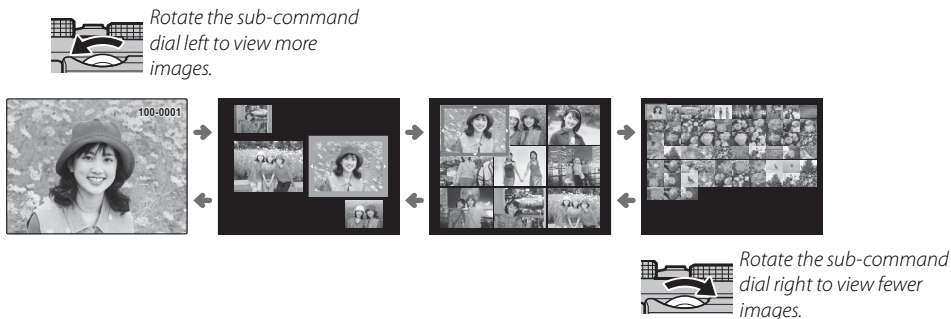 Rotate the sub-command
dial left to view more
images.
100-0001
Rotate the sub-command
dial right to view fewer
images.